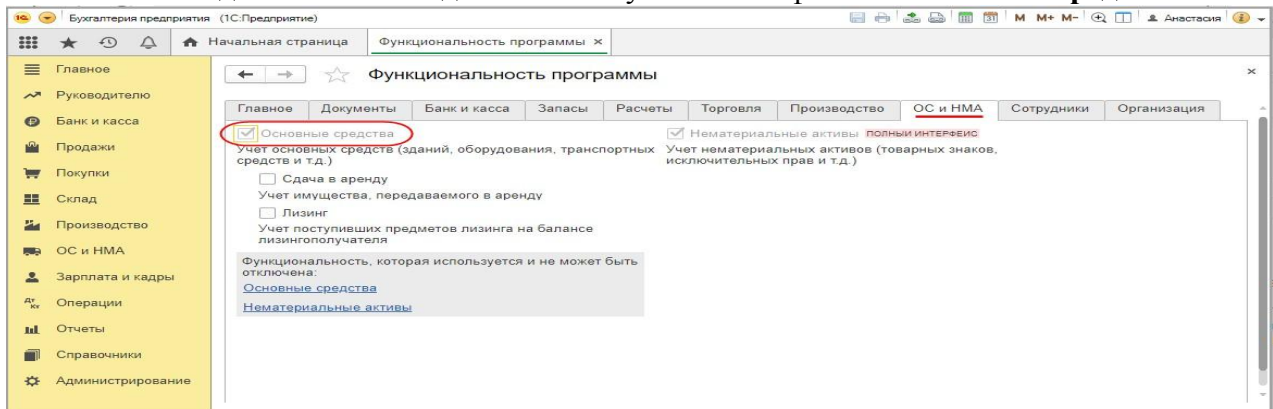 Бухгалтерия предприятия (1С:Предприятие) M M+ M- Анастасия
Начальная страница Функциональность программы ×
Главное
Руководителю
Банк и касса
Продажи
Покупки
Склад
Производство
ОС и НМА
Зарплата и кадры
Операции
Отчеты
Справочники
Администрирование
Функциональность программы
Главное Документы Банк и касса Запасы Расчеты Торговля Производство ОС и НМА Сотрудники Организация
Основные средства
Учет основных средств (зданий, оборудования, транспортных
средств и т.д.)
Сдача в аренду
Учет имущества, передаваемого в аренду
Лизинг
Учет поступивших предметов лизинга на балансе
лизингополучателя
Функциональность, которая используется и не может быть
отключена:
Основные средства
Нематериальные активы
Нематериальные активы ПОЛНЫЙ ИНТЕРФЕЙС
Учет нематериальных активов (товарных знаков,
исключительных прав и т.д.)